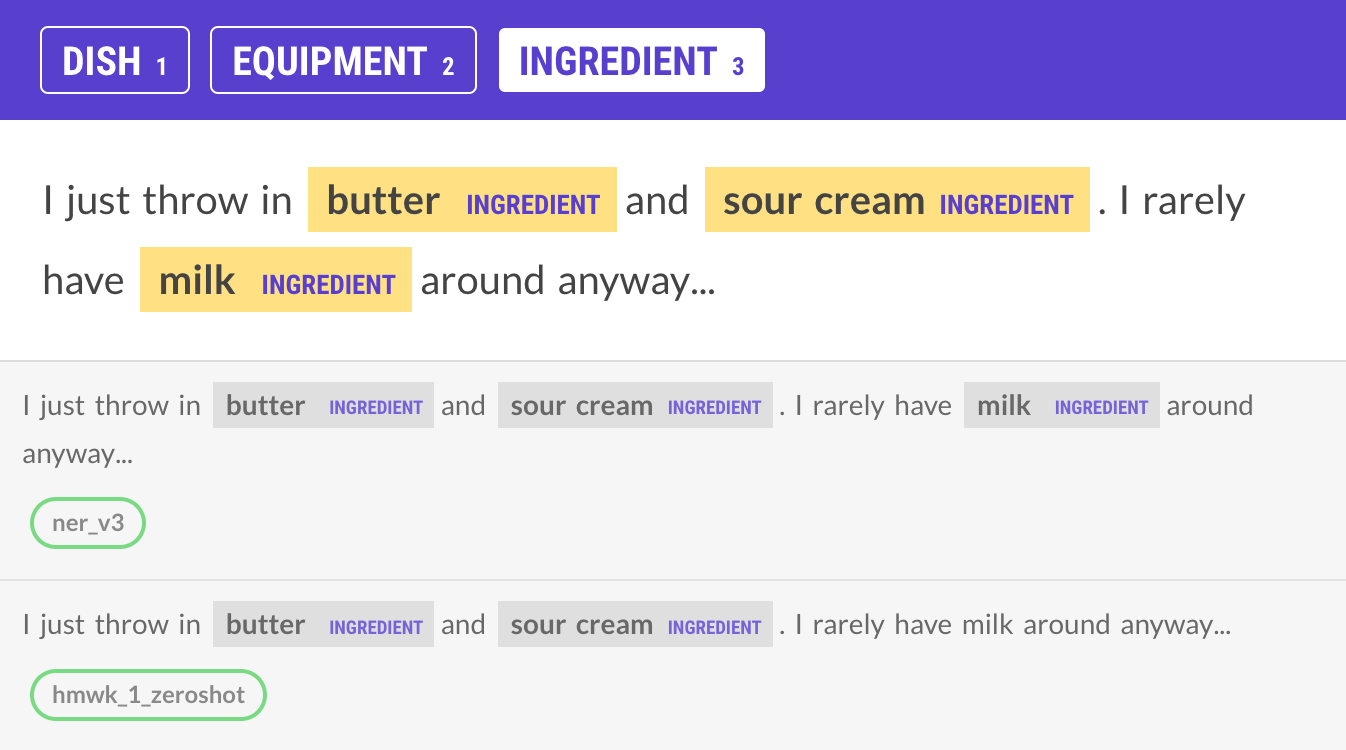 DISH 1 EQUIPMENT 2 INGREDIENT 3
I just throw in butter INGREDIENT and sour cream INGREDIENT . I rarely
have milk INGREDIENT around anyway...
I just throw in butter INGREDIENT and sour cream INGREDIENT . I rarely have milk INGREDIENT around
anyway...
ner_v3
I just throw in butter INGREDIENT and sour cream INGREDIENT . I rarely have milk around anyway...
hmwk_1_zeroshot